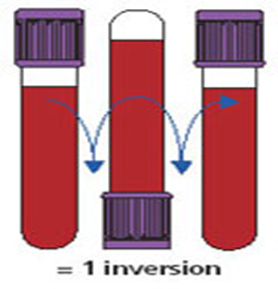 = 1 inversion